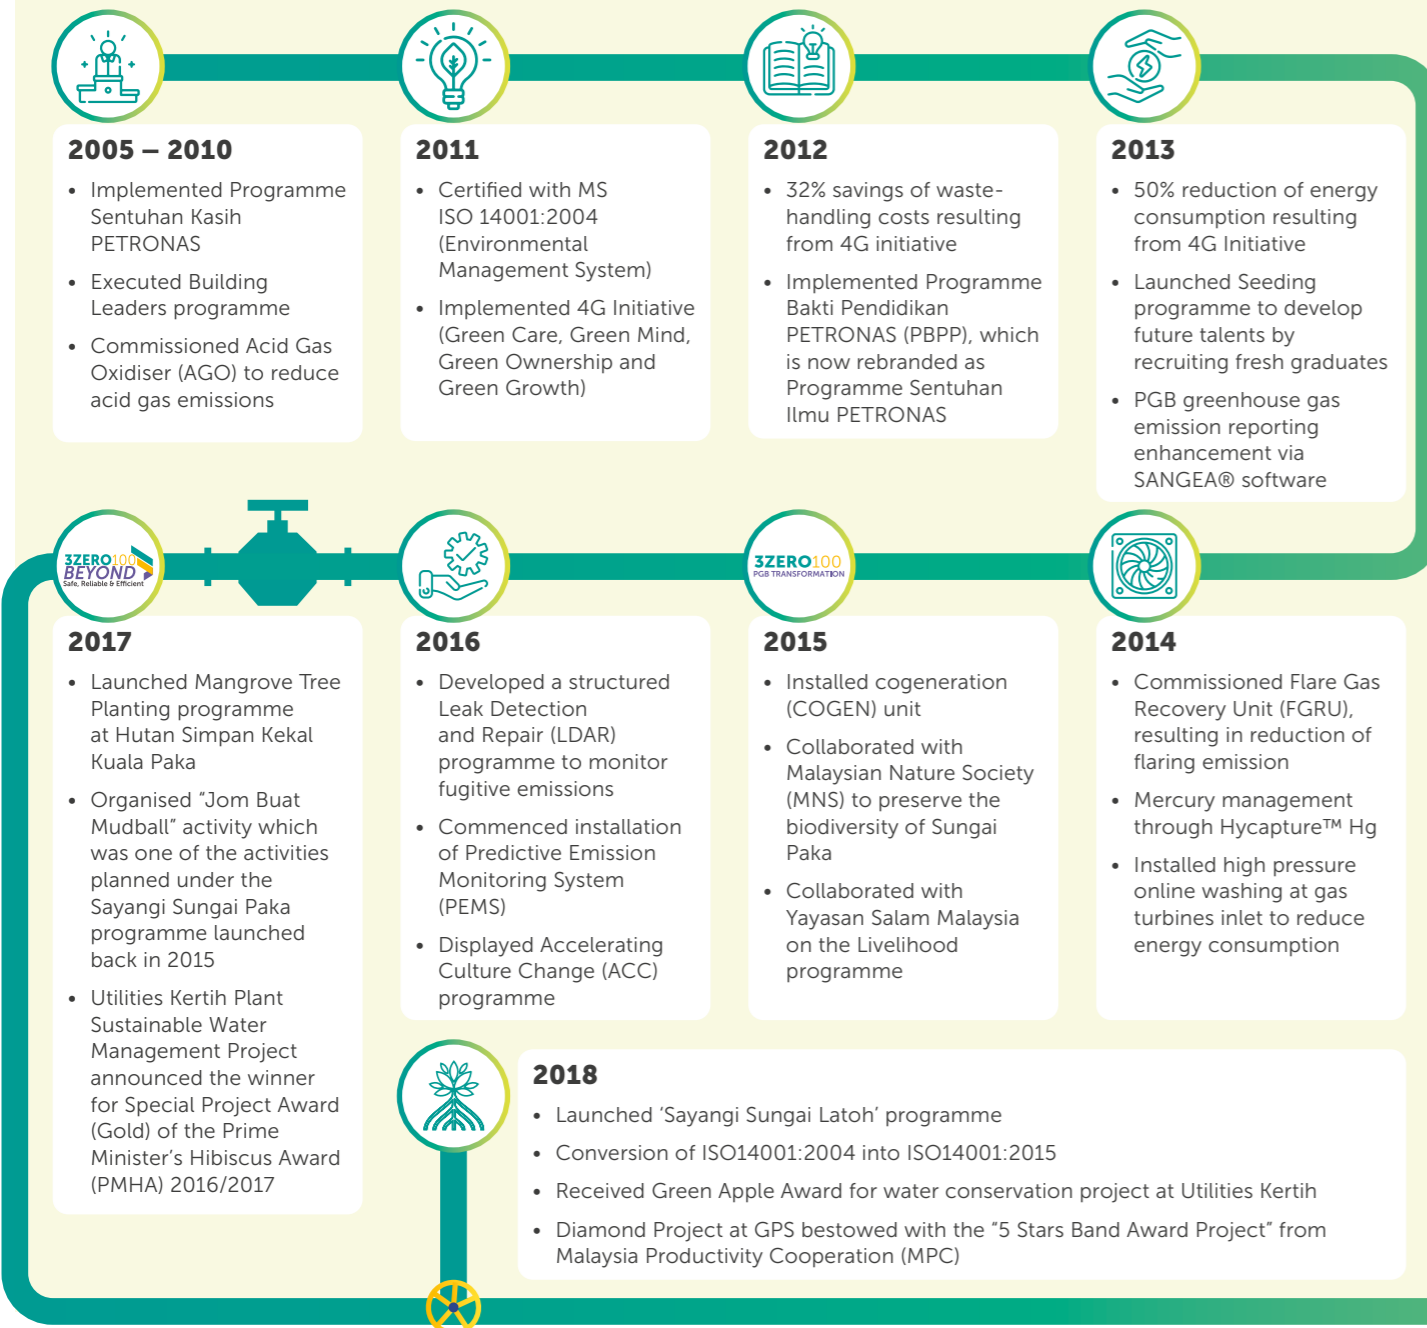 2005 – 2010
• Implemented Programme
Sentuhan Kasih
PETRONAS
• Executed Building
Leaders programme
• Commissioned Acid Gas
Oxidiser (AGO) to reduce
acid gas emissions
2011
• Certified with MS
ISO 14001:2004
(Environmental
Management System)
• Implemented 4G Initiative
(Green Care, Green Mind,
Green Ownership and
Green Growth)
2012
• 32% savings of waste-
handling costs resulting
from 4G initiative
• Implemented Programme
Bakti Pendidikan
PETRONAS (PBPP), which
is now rebranded as
Programme Sentuhan
Ilmu PETRONAS
2013
• 50% reduction of energy
consumption resulting
from 4G Initiative
• Launched Seeding
programme to develop
future talents by
recruiting fresh graduates
• PGB greenhouse gas
emission reporting
enhancement via
SANGEA® software
3ZERO100
PGB TRANSFORMATION
2014
• Commissioned Flare Gas
Recovery Unit (FGRU),
resulting in reduction of
flaring emission
• Mercury management
through Hycapture™ Hg
• Installed high pressure
online washing at gas
turbines inlet to reduce
energy consumption
2015
• Installed cogeneration
(COGEN) unit
• Collaborated with
Malaysian Nature Society
(MNS) to preserve the
biodiversity of Sungai
Paka
• Collaborated with
Yayasan Salam Malaysia
on the Livelihood
programme
2016
• Developed a structured
Leak Detection
and Repair (LDAR)
programme to monitor
fugitive emissions
• Commenced installation
of Predictive Emission
Monitoring System
(PEMS)
• Displayed Accelerating
Culture Change (ACC)
programme
3ZERO100
BEYOND
Safe, Reliable & Efficient
2017
• Launched Mangrove Tree
Planting programme
at Hutan Simpan Kekal
Kuala Paka
• Organised “Jom Buat
Mudball” activity which
was one of the activities
planned under the
Sayangi Sungai Paka
programme launched
back in 2015
• Utilities Kertih Plant
Sustainable Water
Management Project
announced the winner
for Special Project Award
(Gold) of the Prime
Minister’s Hibiscus Award
(PMHA) 2016/2017
2018
• Launched ‘Sayangi Sungai Latoh’ programme
• Conversion of ISO14001:2004 into ISO14001:2015
• Received Green Apple Award for water conservation project at Utilities Kertih
• Diamond Project at GPS bestowed with the “5 Stars Band Award Project” from
Malaysia Productivity Cooperation (MPC)